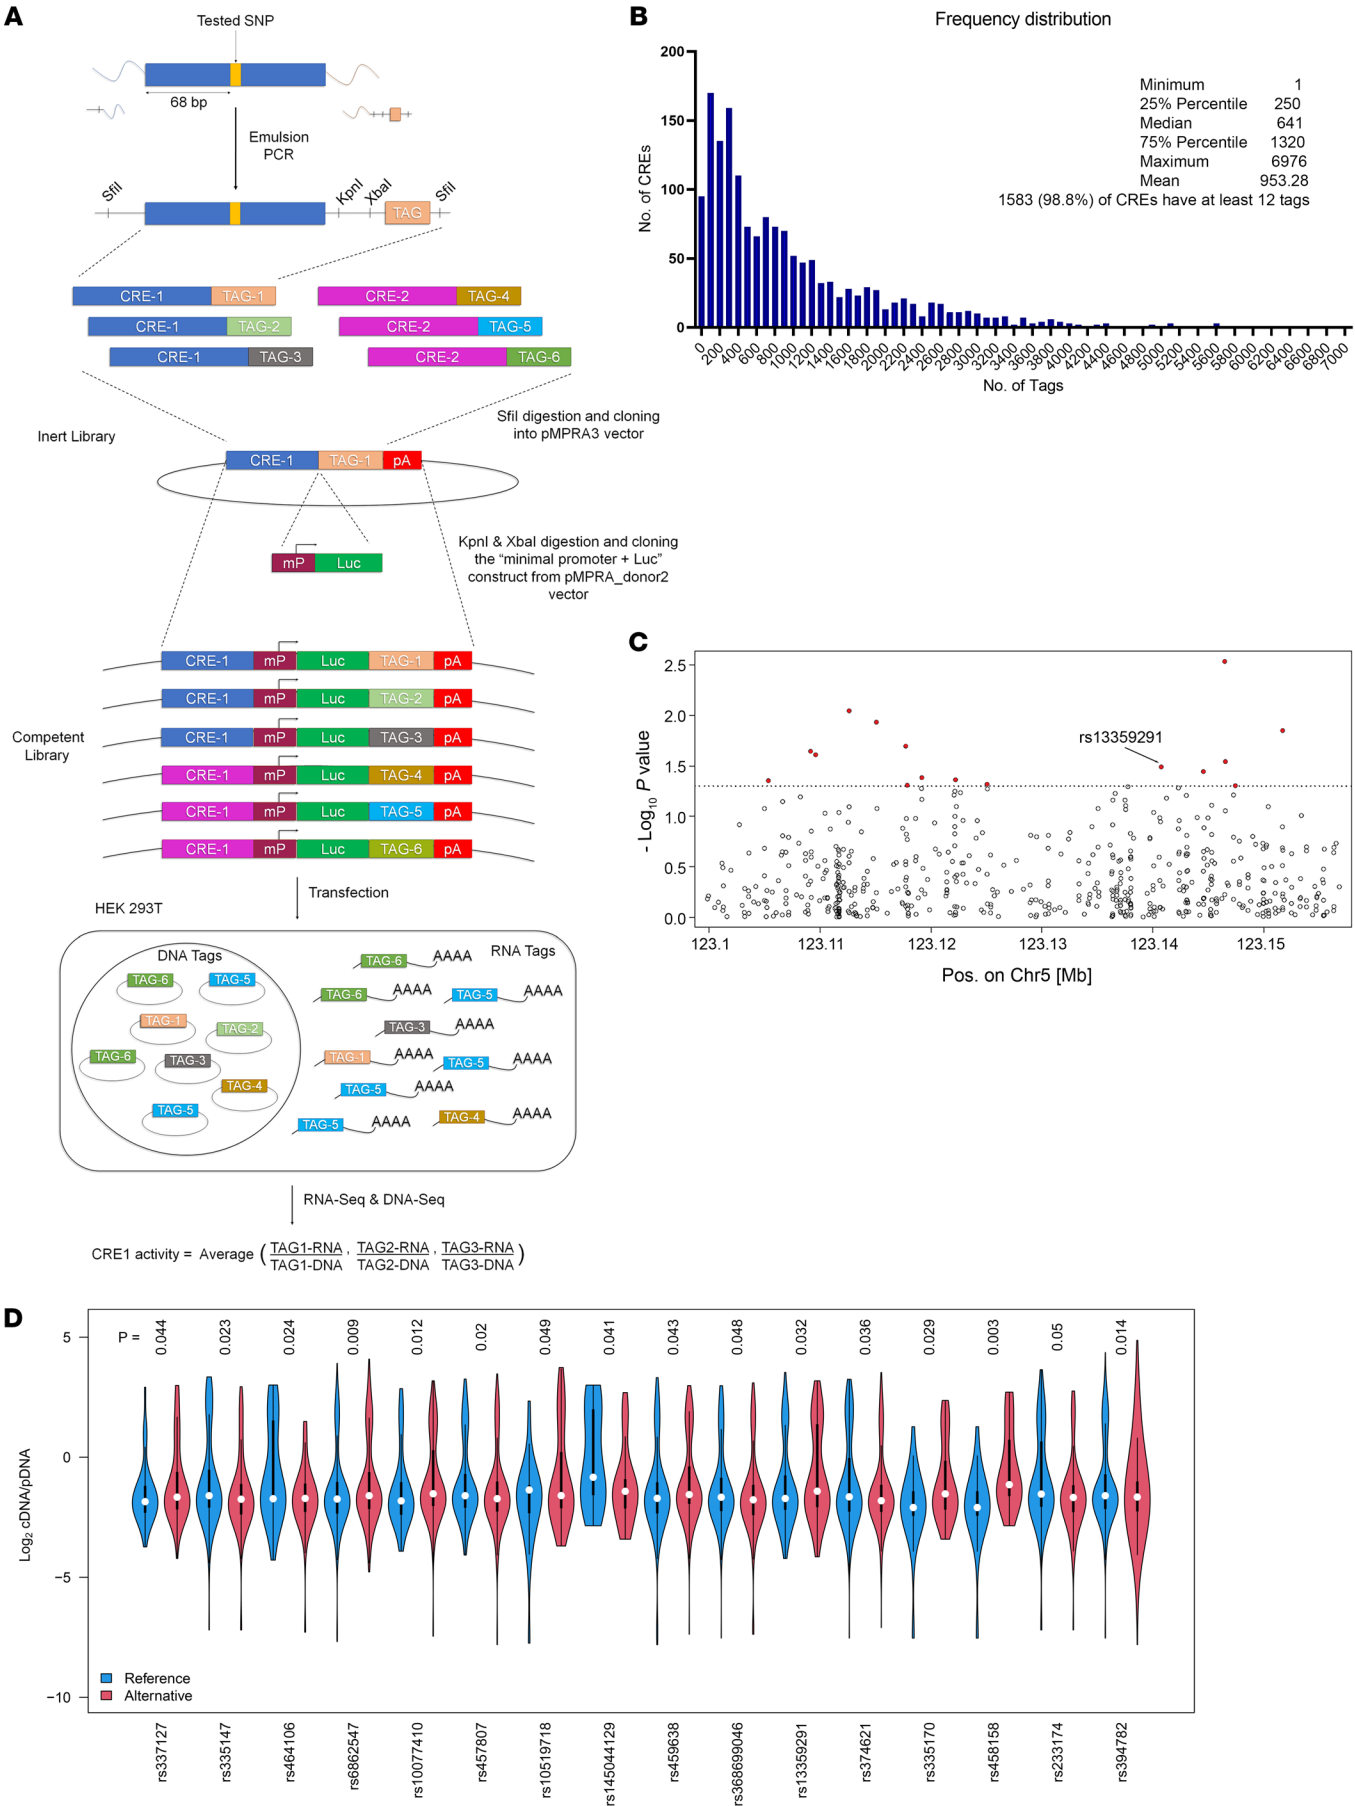 A
Tested SNP
68 bp
Emulsion
PCR
SfiI
KpnI
XbaI
SfiI
TAG
CRE-1 TAG-1
CRE-2 TAG-4
CRE-1 TAG-2
CRE-2 TAG-5
CRE-1 TAG-3
CRE-2 TAG-6
Inert Library
SfiI digestion and cloning
into pMPRA3 vector
CRE-1 TAG-1 pA
mP Luc
KpnI & XbaI digestion and cloning
the “minimal promoter + Luc”
construct from pMPRA_donor2
vector
Competent
Library
CRE-1 mP Luc TAG-1 pA
CRE-1 mP Luc TAG-2 pA
CRE-1 mP Luc TAG-3 pA
CRE-1 mP Luc TAG-4 pA
CRE-1 mP Luc TAG-5 pA
CRE-1 mP Luc TAG-6 pA
Transfection
HEK 293T
DNA Tags
TAG-6
TAG-5
TAG-1
TAG-2
TAG-6
TAG-3
TAG-4
TAG-5
RNA Tags
TAG-6 AAAA
TAG-6 AAAA
TAG-5 AAAA
TAG-3 AAAA
TAG-1 AAAA
TAG-5 AAAA
TAG-5 AAAA
TAG-4 AAAA
TAG-5 AAAA
RNA-Seq & DNA-Seq
CRE1 activity = Average ( TAG1-RNA , TAG2-RNA , TAG3-RNA )
TAG1-DNA TAG2-DNA TAG3-DNA
B
Frequency distribution
No. of CREs
200
150
100
50
0
Minimum 1
25% Percentile 250
Median 641
75% Percentile 1320
Maximum 6976
Mean 953.28
1583 (98.8%) of CREs have at least 12 tags
0 200 400 600 800 1000 1200 1400 1600 1800 2000 2200 2400 2600 2800 3000 3200 3400 3600 3800 4000 4200 4400 4600 4800 5000 5200 5400 5600 5800 6000 6200 6400 6600 6800 7000
No. of Tags
C
- Log10 P value
2.5
2.0
1.5
1.0
0.5
0.0
rs13359291
123.1 123.11 123.12 123.13 123.14 123.15
Pos. on Chr5 [Mb]
D
P = 0.044 0.023 0.024 0.009 0.012 0.02 0.049 0.041 0.043 0.048 0.032 0.036 0.029 0.003 0.05 0.014
Log2 cDNA/pDNA
5
0
−5
−10
Reference
Alternative
rs337127 rs335147 rs464106 rs6862547 rs10077410 rs457807 rs10519718 rs145044129 rs459638 rs368699046 rs13359291 rs374621 rs335170 rs458158 rs233174 rs394782